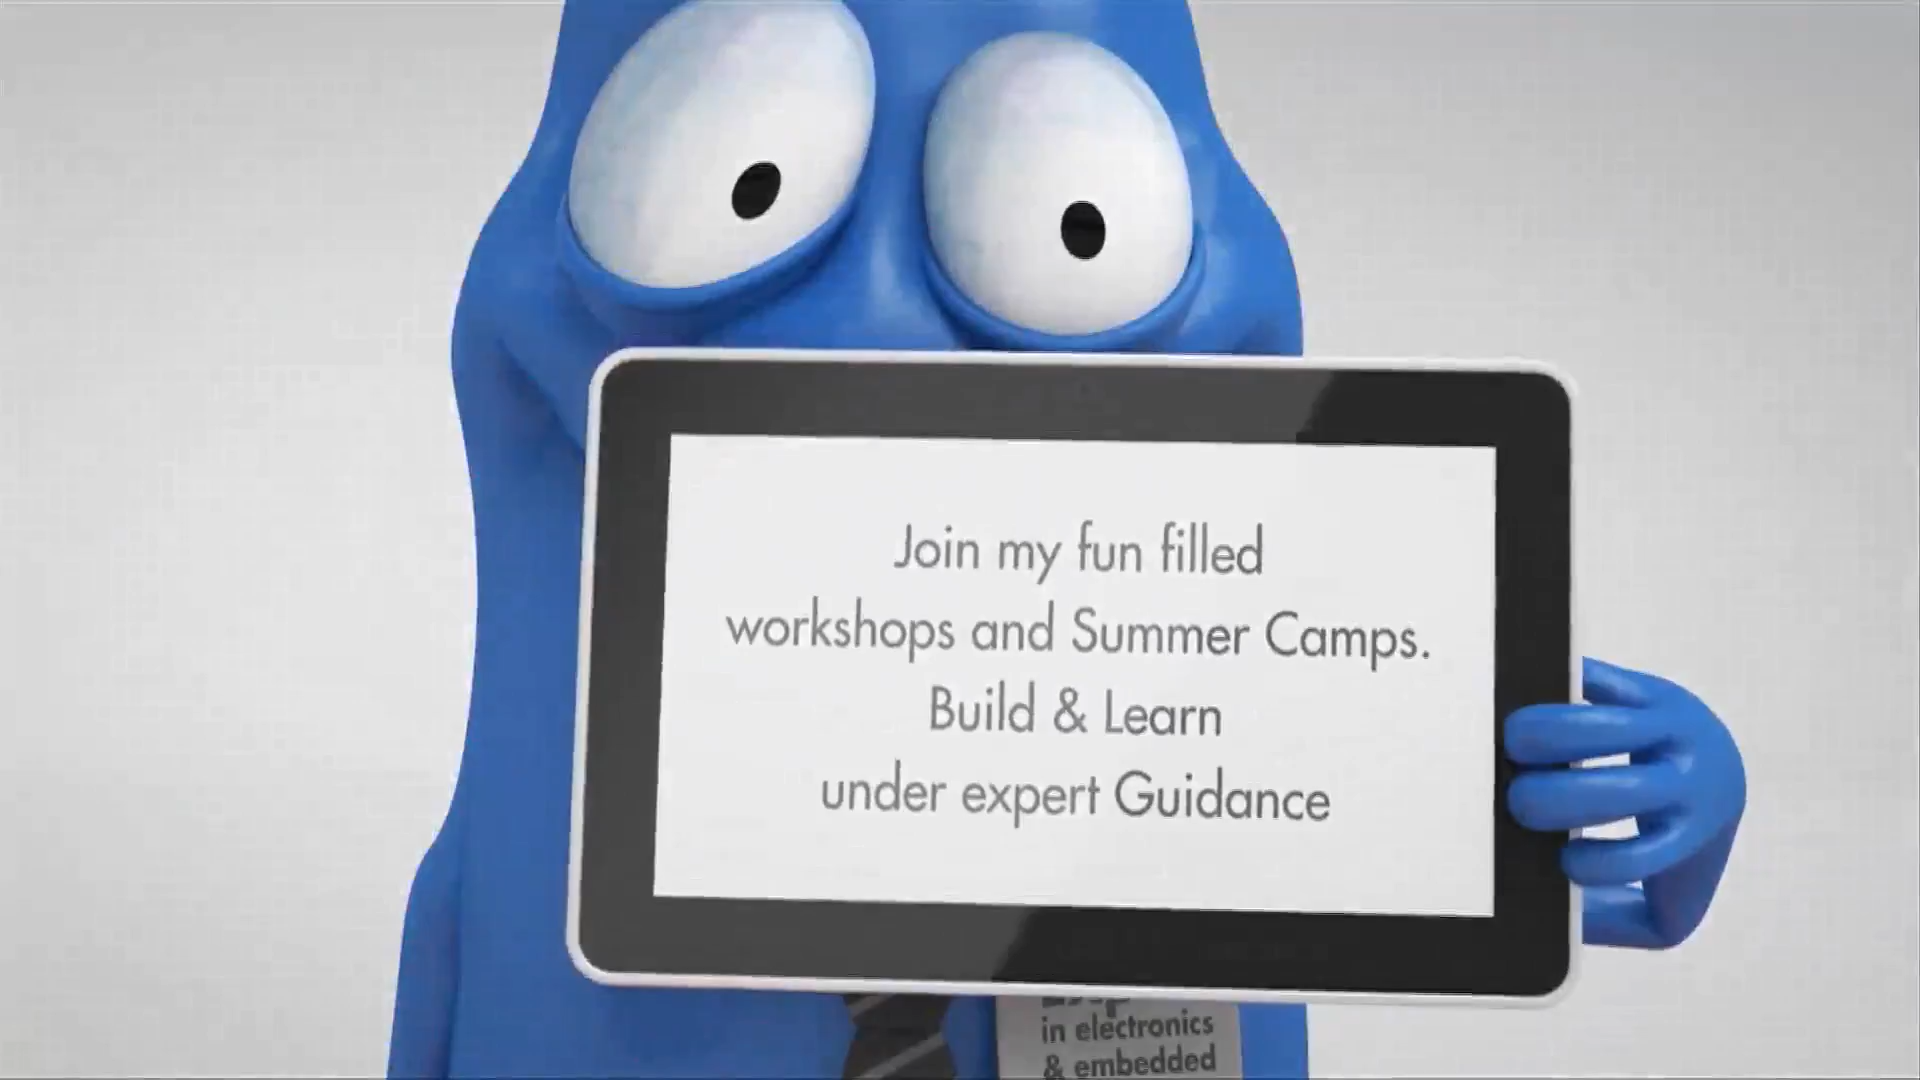 Join my fun filled
workshops and Summer Camps.
Build & Learn
under expert Guidance
in electronics
& embedded